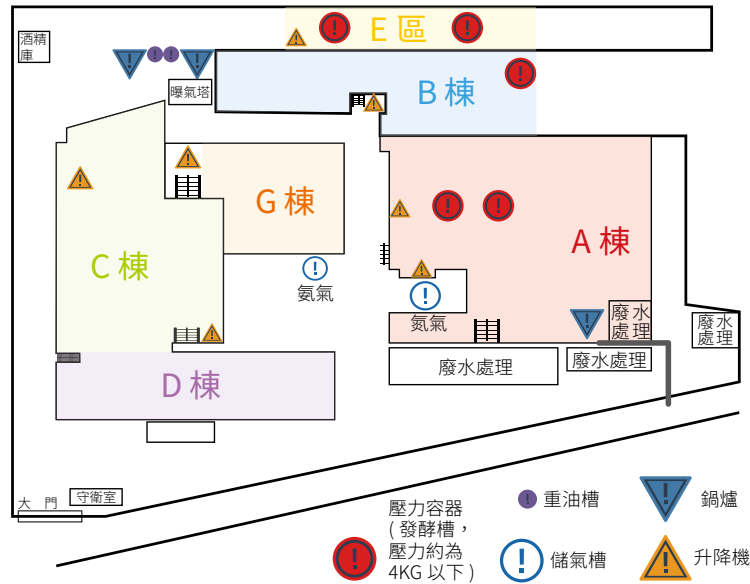 酒精
庫
E 區
曝氣塔
B 棟
G 棟
A 棟
C 棟
氨氣
氮氣
廢水
處理
廢水
處理
廢水處理
廢水處理
D 棟
大 門
守衛室
壓力容器
( 發酵槽，
壓力約為
4KG 以下 )
重油槽
鍋爐
儲氣槽
升降機